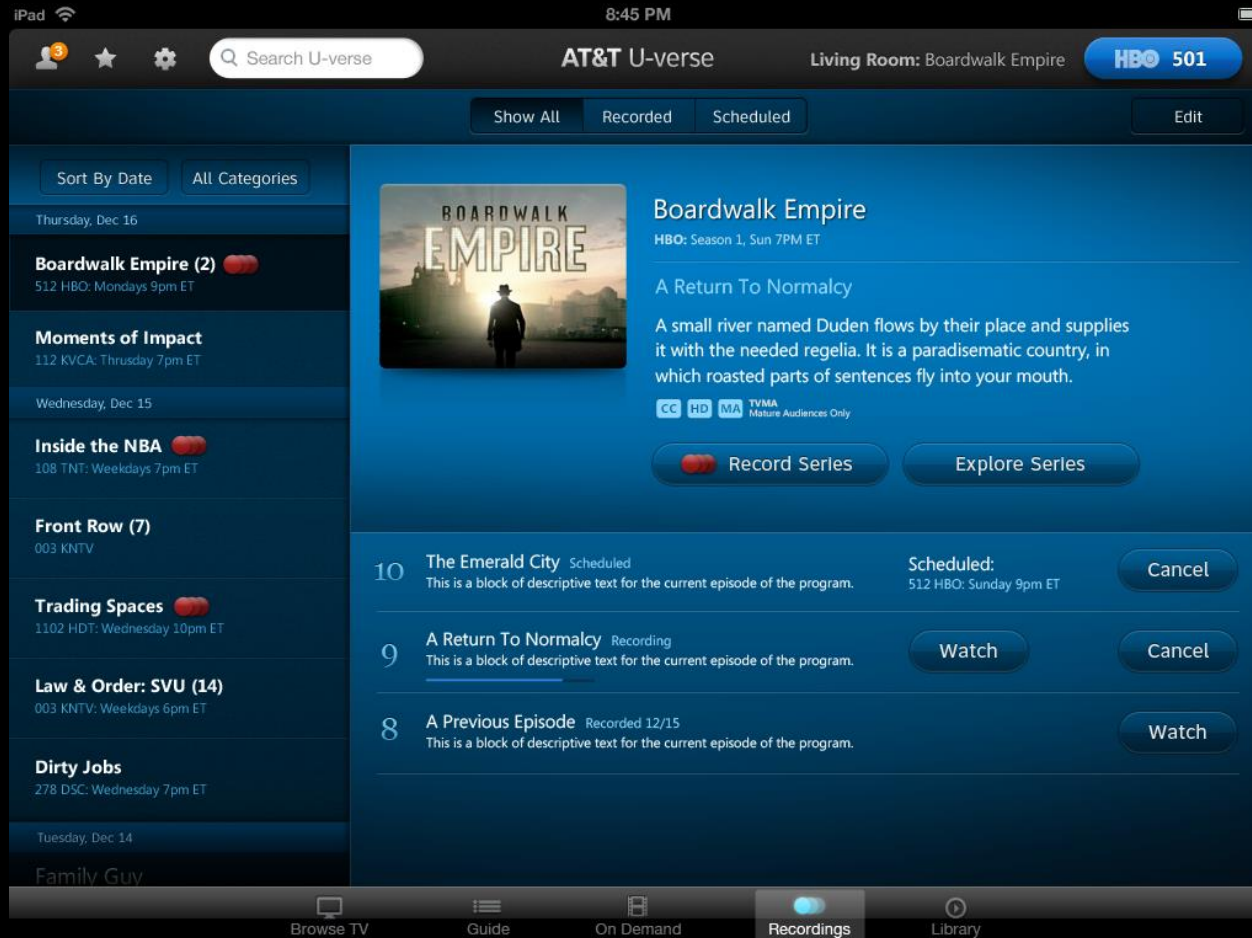 iPad
8:45 PM
3
Search U-verse
AT&T U-verse
Living Room: Boardwalk Empire
HBO 501
Show All
Recorded
Scheduled
Edit
Sort By Date
All Categories
Thursday, Dec 16
Boardwalk Empire (2)
512 HBO: Mondays 9pm ET
Moments of Impact
112 KVCA: Thrusday 7pm ET
Wednesday, Dec 15
Inside the NBA
108 TNT: Weekdays 7pm ET
Front Row (7)
003 KNTV
Trading Spaces
1102 HDT: Wednesday 10pm ET
Law & Order: SVU (14)
003 KNTV: Weekdays 6pm ET
Dirty Jobs
278 DSC: Wednesday 7pm ET
Tuesday, Dec 14
Family Guy
BOARDWALK
EMPIRE
Boardwalk Empire
HBO: Season 1, Sun 7PM ET
A Return To Normalcy
A small river named Duden flows by their place and supplies
it with the needed regelia. It is a paradisematic country, in
which roasted parts of sentences fly into your mouth.
CC HD MA TVMA
Mature Audiences Only
Record Series
Explore Series
10
The Emerald City Scheduled
This is a block of descriptive text for the current episode of the program.
Scheduled:
512 HBO: Sunday 9pm ET
Cancel
9
A Return To Normalcy Recording
This is a block of descriptive text for the current episode of the program.
Watch
Cancel
8
A Previous Episode Recorded 12/15
This is a block of descriptive text for the current episode of the program.
Watch
Browse TV
Guide
On Demand
Recordings
Library